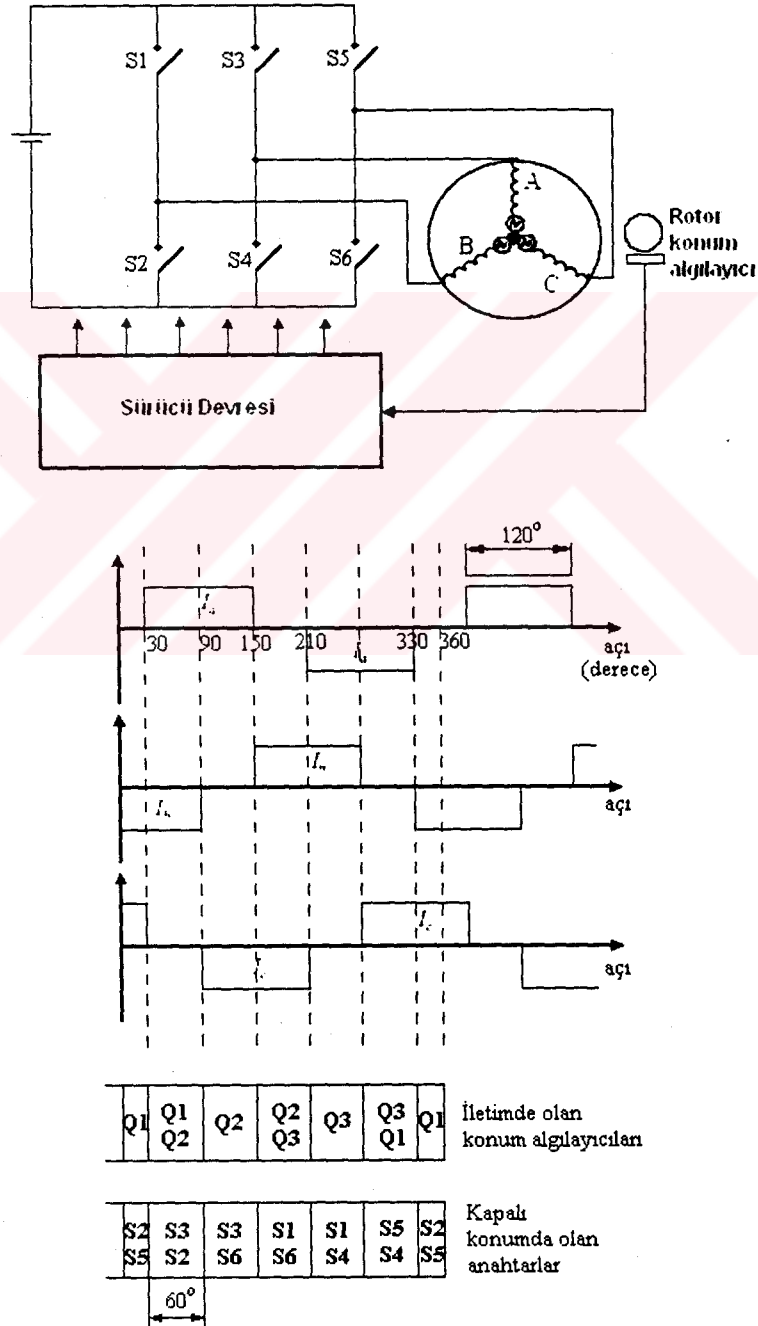 S1
S3
S5
A
B
C
S2
S4
S6
Rotor
konum
algılayıcı
Sürücü Devresi
120°
30 90 150 210 330 360
açı
(derece)
açı
açı
Q1 Q1 Q2 Q2 Q3 Q3 Q1
Q2 Q3 Q1
İletimde olan
konum algılayıcıları
S2 S3 S3 S1 S1 S5 S2
S5 S2 S6 S6 S4 S4 S5
Kapalı
konumda olan
anahtarlar
60°